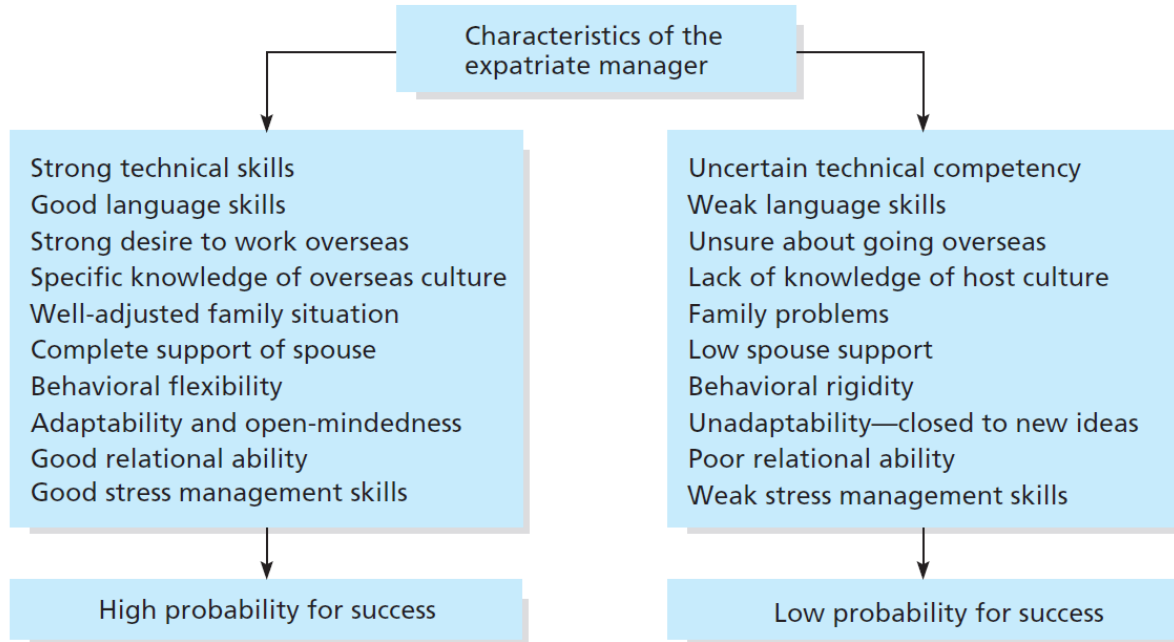 Characteristics of the
expatriate manager
Strong technical skills
Good language skills
Strong desire to work overseas
Specific knowledge of overseas culture
Well-adjusted family situation
Complete support of spouse
Behavioral flexibility
Adaptability and open-mindedness
Good relational ability
Good stress management skills
High probability for success
Uncertain technical competency
Weak language skills
Unsure about going overseas
Lack of knowledge of host culture
Family problems
Low spouse support
Behavioral rigidity
Unadaptability—closed to new ideas
Poor relational ability
Weak stress management skills
Low probability for success